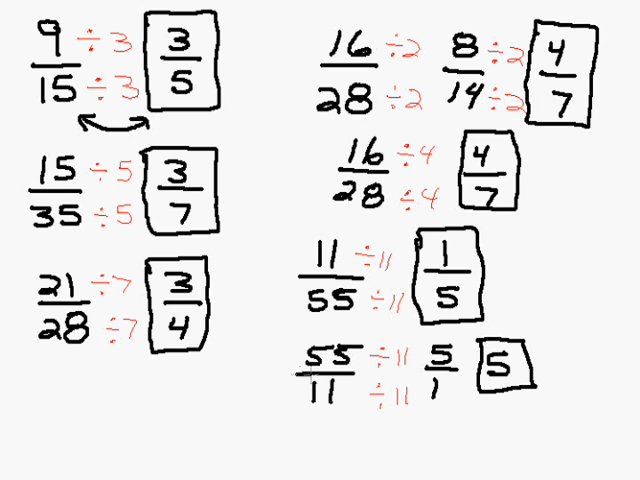 9 ÷ 3 3
15 ÷ 3 5
15 ÷ 5 3
35 ÷ 5 7
21 ÷ 7 3
28 ÷ 7 4
16 ÷ 2 8 ÷ 2 4
28 ÷ 2 14 ÷ 2 7
16 ÷ 4 4
28 ÷ 4 7
11 ÷ 11 1
55 ÷ 11 5
55 ÷ 11 5 5
11 ÷ 11 1